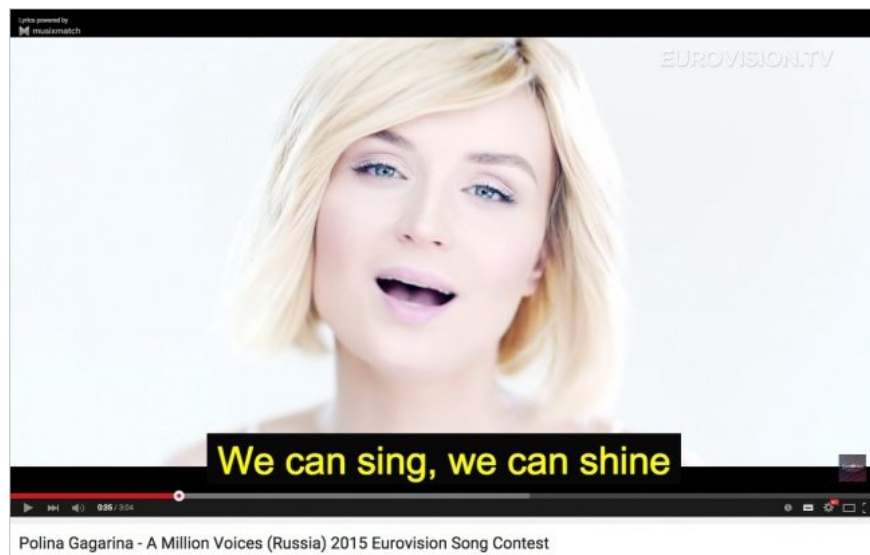 Lyrics powered by
musixmatch
EUROVISION.TV
We can sing, we can shine
0:35 / 3:04
Polina Gagarina - A Million Voices (Russia) 2015 Eurovision Song Contest